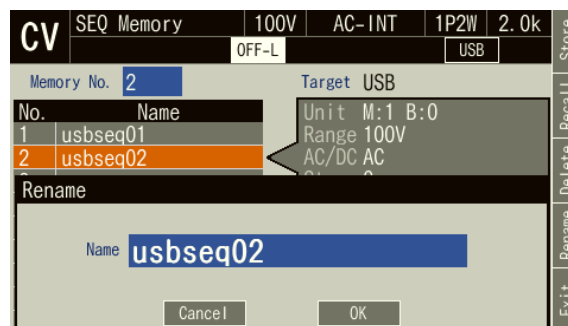 CV SEQ Memory 100V AC-INT 1P2W 2.0k
OFF-L USB
Memory No. 2 Target USB
No. Name
1 usbseq01
2 usbseq02
Unit M:1 B:0
Range 100V
AC/DC AC
Rename
Name usbseq02
Cancel OK
Store
Recall
Delete
Rename
Exit